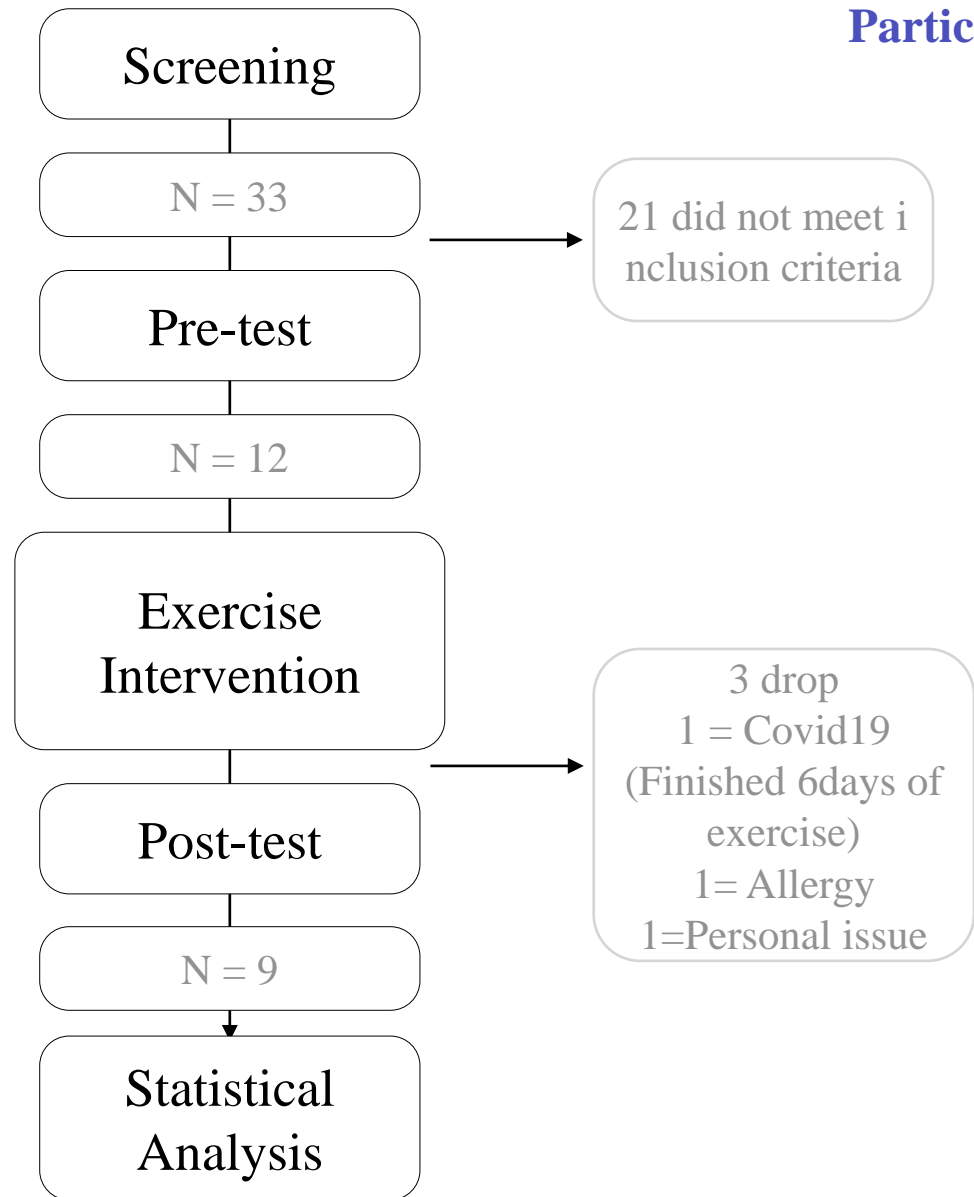 Partic
Screening
N = 33
21 did not meet i
nclusion criteria
Pre-test
N = 12
Exercise
Intervention
3 drop
1 = Covid19
(Finished 6days of
exercise)
1= Allergy
1=Personal issue
Post-test
N = 9
Statistical
Analysis